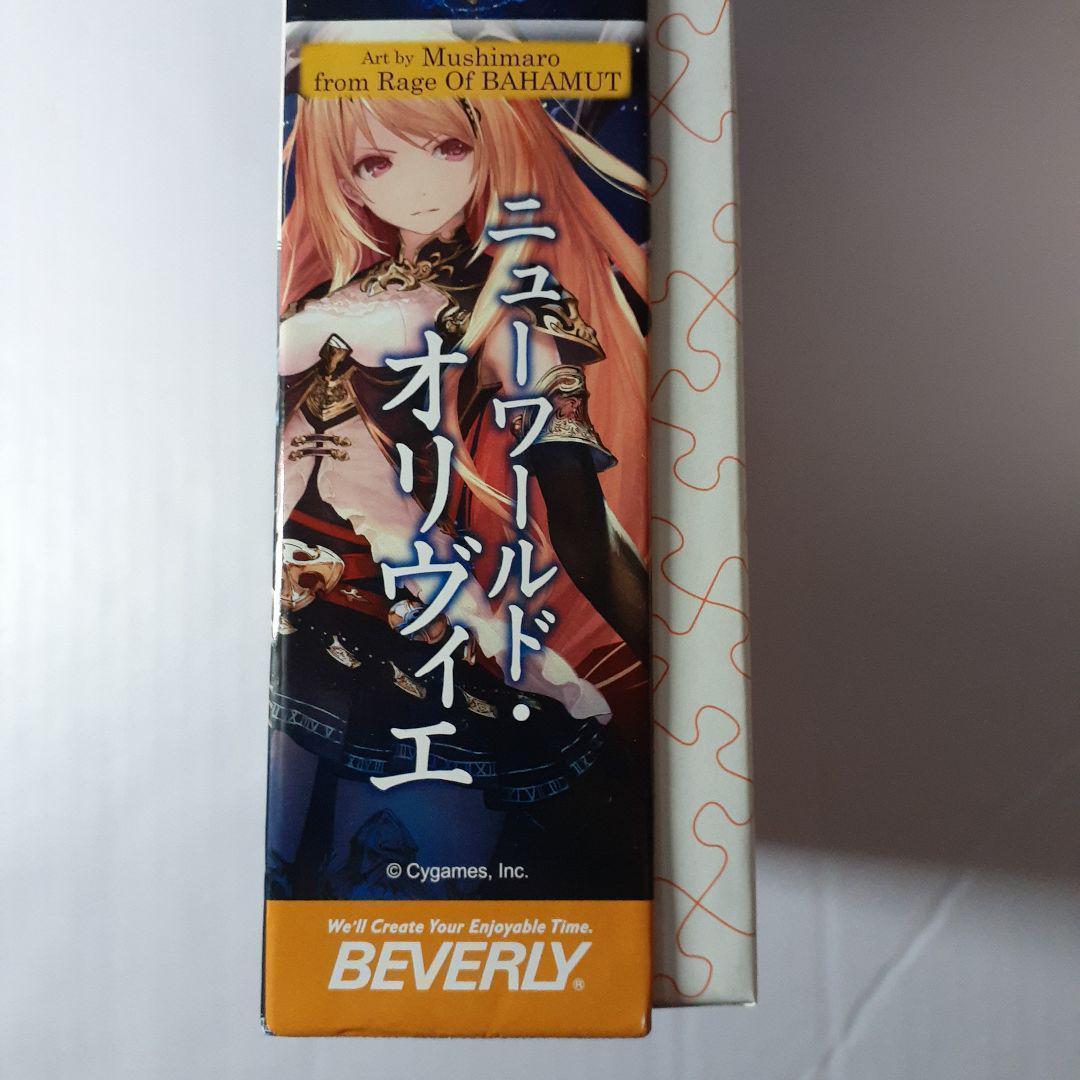 Art by Mushimaro
from Rage Of BAHAMUT
ニューワールド・
オリヴィエ
© Cygames, Inc.
We'll Create Your Enjoyable Time.
BEVERLY®